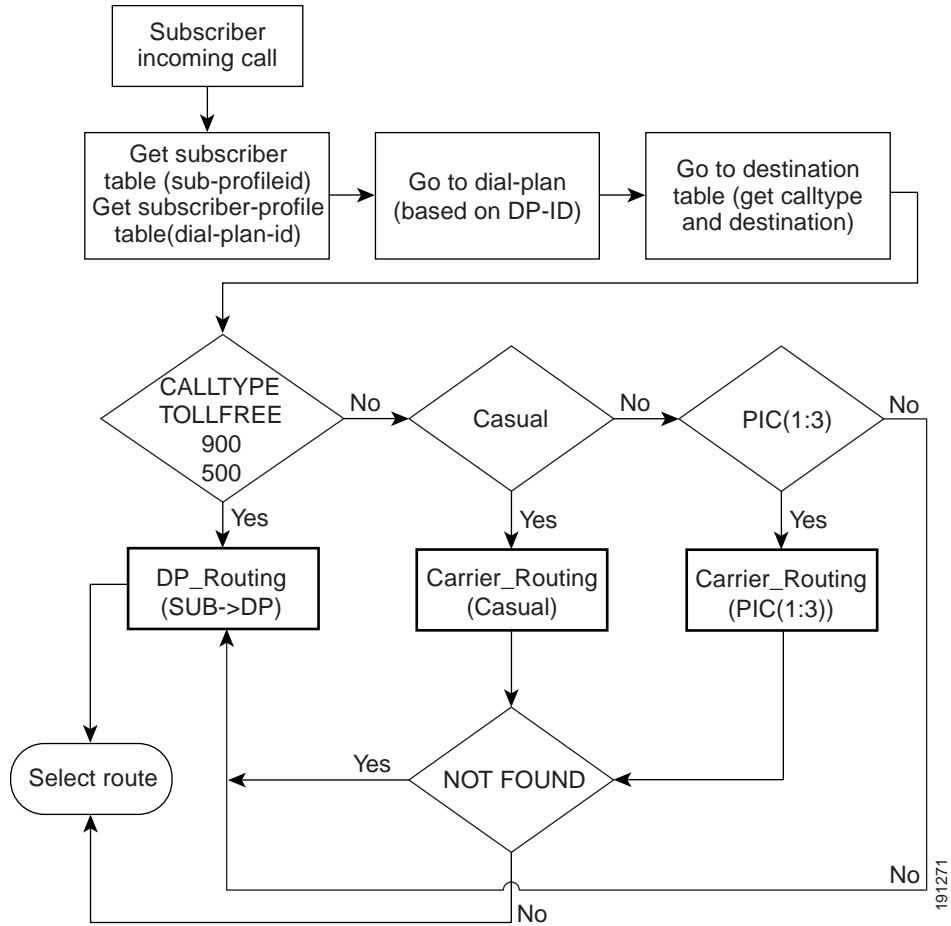 Subscriber
incoming call
Get subscriber
table (sub-profileid)
Get subscriber-profile
table(dial-plan-id)
Go to dial-plan
(based on DP-ID)
Go to destination
table (get calltype
and destination)
CALLTYPE
TOLLFREE
900
500
No
Casual
No
PIC(1:3)
No
Yes
Yes
Yes
DP_Routing
(SUB->DP)
Carrier_Routing
(Casual)
Carrier_Routing
(PIC(1:3))
Select route
Yes
NOT FOUND
No
No
191271